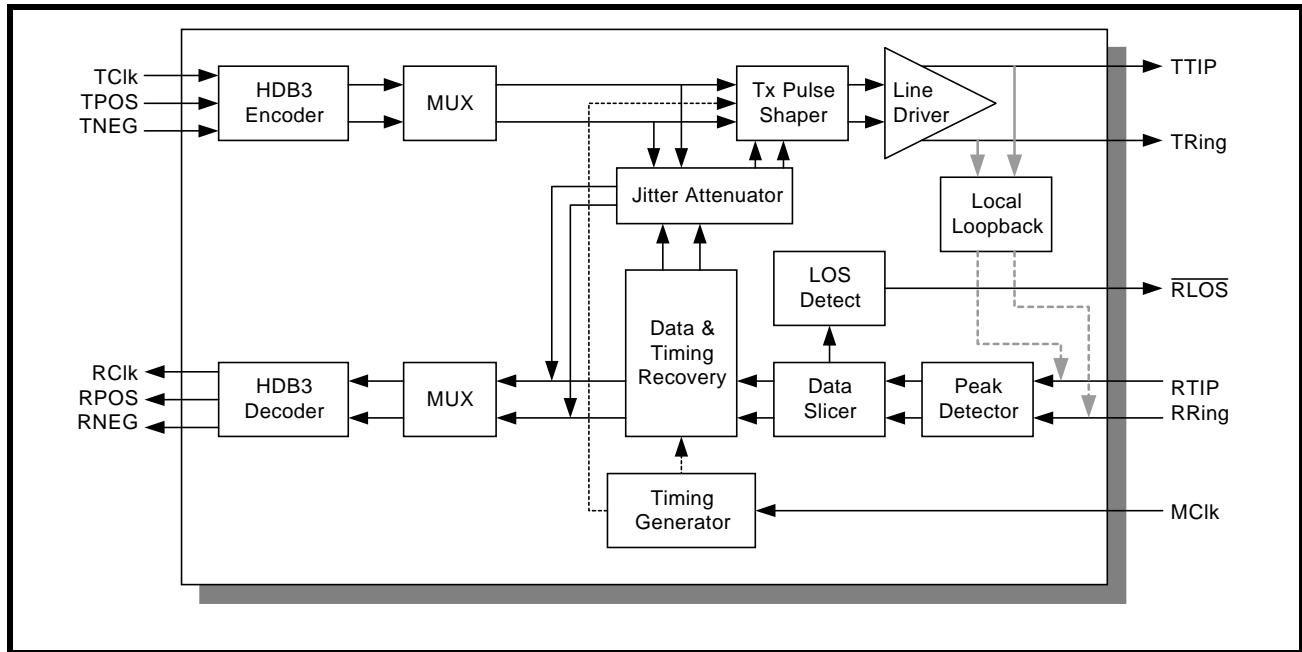 TClk
TPOS
TNEG
HDB3
Encoder
MUX
Tx Pulse
Shaper
Line
Driver
TTIP
TRing
Jitter Attenuator
Local
Loopback
LOS
Detect
RLOS
Data &
Timing
Recovery
RClk
RPOS
RNEG
HDB3
Decoder
MUX
Data
Slicer
Peak
Detector
RTIP
RRing
Timing
Generator
MClk